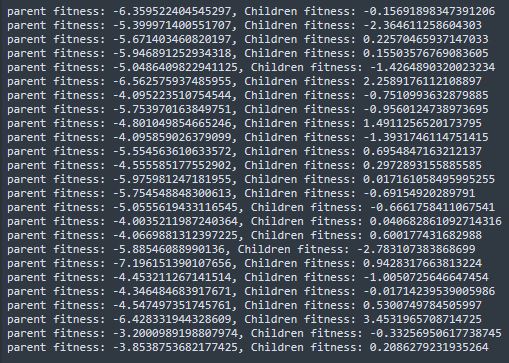 parent fitness: -6.359522404545297, Children fitness: -0.15691898347391206
parent fitness: -5.399971400551707, Children fitness: -2.364611258604303
parent fitness: -5.671403460820197, Children fitness: 0.22570465937147033
parent fitness: -5.946891252934318, Children fitness: 0.15503576769083605
parent fitness: -5.0486409822941125, Children fitness: -1.4264890320023234
parent fitness: -6.562575937485955, Children fitness: 2.2589176112108897
parent fitness: -4.095223510754544, Children fitness: -0.7510993632879885
parent fitness: -5.753970163849751, Children fitness: -0.9560124738973695
parent fitness: -4.801049854665246, Children fitness: 1.4911256520173795
parent fitness: -4.095859026379099, Children fitness: -1.3931746114751415
parent fitness: -5.554563610633572, Children fitness: 0.6954847163212137
parent fitness: -4.555585177552902, Children fitness: 0.2972893155885585
parent fitness: -5.975981247181955, Children fitness: 0.017161058495995255
parent fitness: -5.754548848300613, Children fitness: -0.69154920289791
parent fitness: -5.0555619433116545, Children fitness: -0.6661758411067541
parent fitness: -4.0035211987240364, Children fitness: 0.040682861092714316
parent fitness: -4.0669881312397225, Children fitness: 0.600177431682988
parent fitness: -5.88546088990136, Children fitness: -2.783107383868699
parent fitness: -7.196151390107656, Children fitness: 0.9428317663813224
parent fitness: -4.453211267141514, Children fitness: -1.0050725646647454
parent fitness: -4.346484683917671, Children fitness: -0.01714239539005986
parent fitness: -4.547497351745761, Children fitness: 0.5300749784505997
parent fitness: -6.428331944328609, Children fitness: 3.4531965708714725
parent fitness: -3.2000989198807974, Children fitness: -0.33256950617738745
parent fitness: -3.8538753682177425, Children fitness: 0.2086279231935264